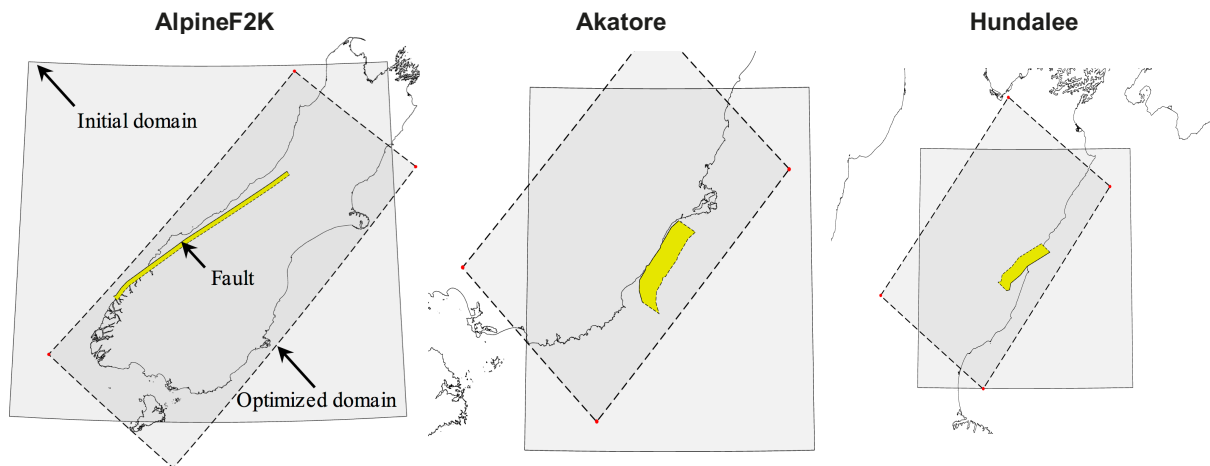 AlpineF2K
Akatore
Hundalee
Initial domain
Fault
Optimized domain